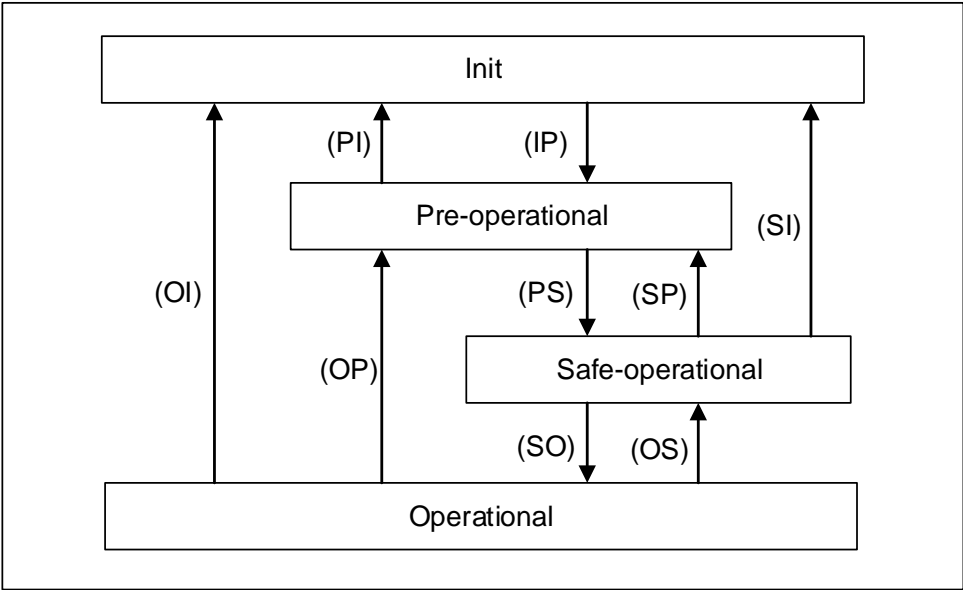 Init
(PI)
(IP)
Pre-operational
(SI)
(OI)
(PS)
(SP)
(OP)
Safe-operational
(SO)
(OS)
Operational